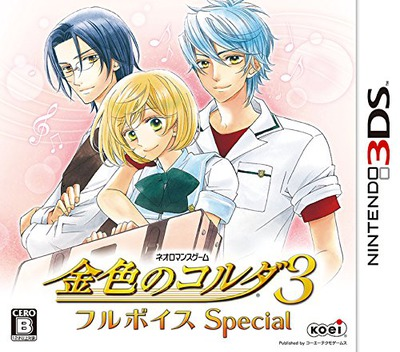 NINTENDO 3DS
ネオロマンスゲーム
金色のコルダ3
フルボイス Special
CERO
B
KOEI
Published by コーエーテクモゲームス